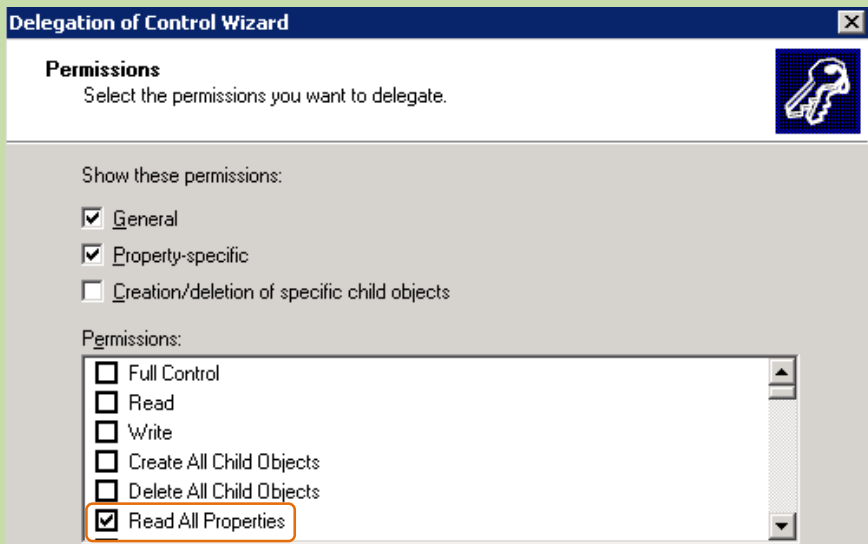 Delegation of Control Wizard
Permissions
Select the permissions you want to delegate.
Show these permissions:
General
Property-specific
Creation/deletion of specific child objects
Permissions:
Full Control
Read
Write
Create All Child Objects
Delete All Child Objects
Read All Properties